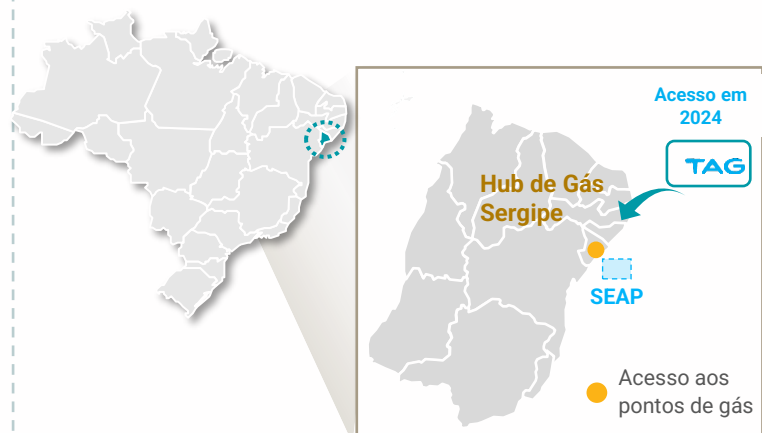 Acesso em
2024
TAG
Hub de Gás
Sergipe
SEAP
Acesso aos
pontos de gás